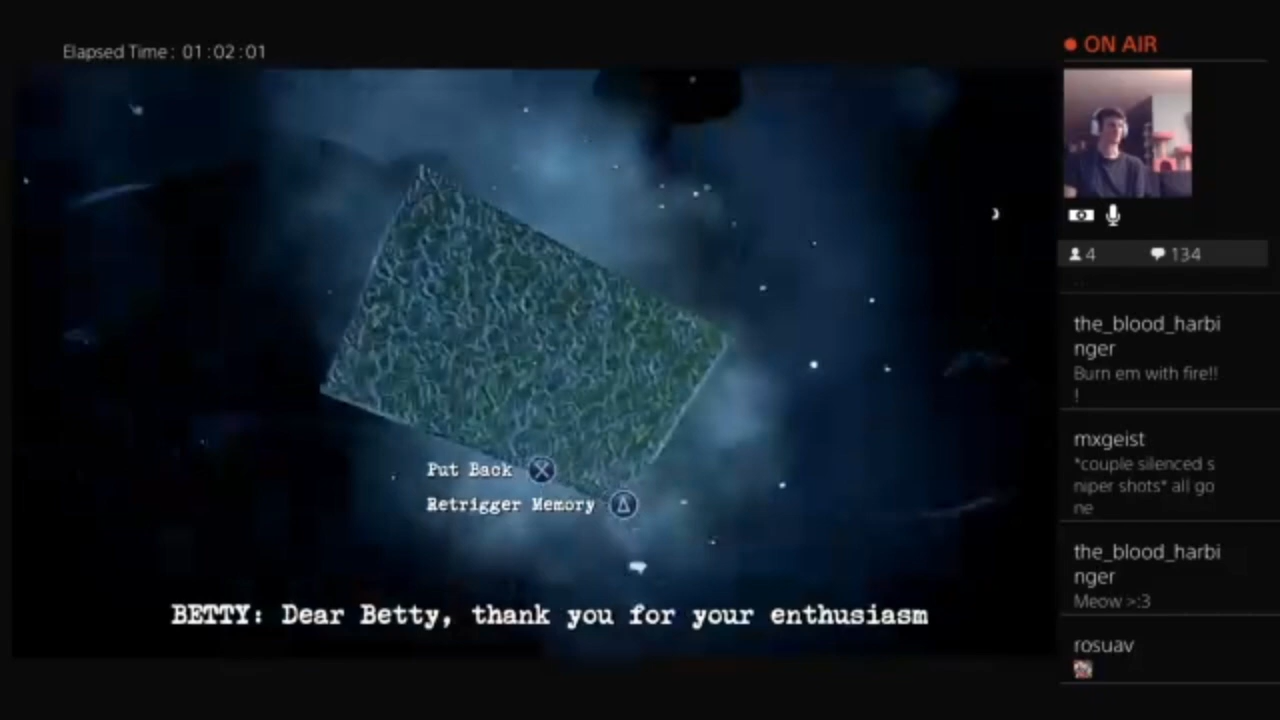 Elapsed Time: 01:02:01
ON AIR
4
134
the_blood_harbi
nger
Burn em with fire!!
!
mxgeist
*couple silenced s
niper shots* all go
ne
the_blood_harbi
nger
Meow >:3
rosuav
Put Back
Retrigger Memory
BETTY: Dear Betty, thank you for your enthusiasm